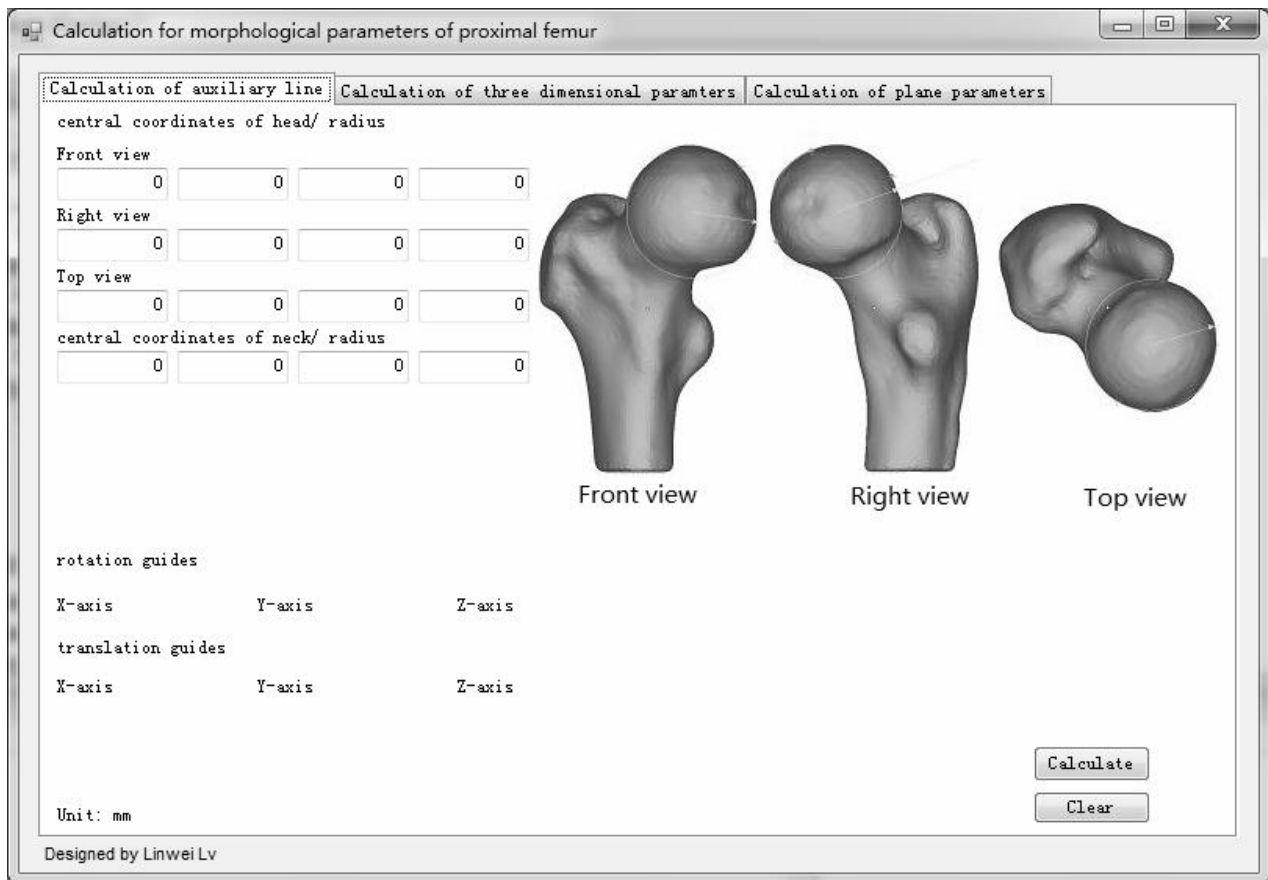 Calculation for morphological parameters of proximal femur
Calculation of auxiliary line Calculation of three dimensional paramters Calculation of plane parameters
central coordinates of head/ radius
Front view
0 0 0 0
Right view
0 0 0 0
Top view
0 0 0 0
central coordinates of neck/ radius
0 0 0 0
Front view Right view Top view
rotation guides
X-axis Y-axis Z-axis
translation guides
X-axis Y-axis Z-axis
Calculate
Clear
Unit: mm
Designed by Linwei Lv